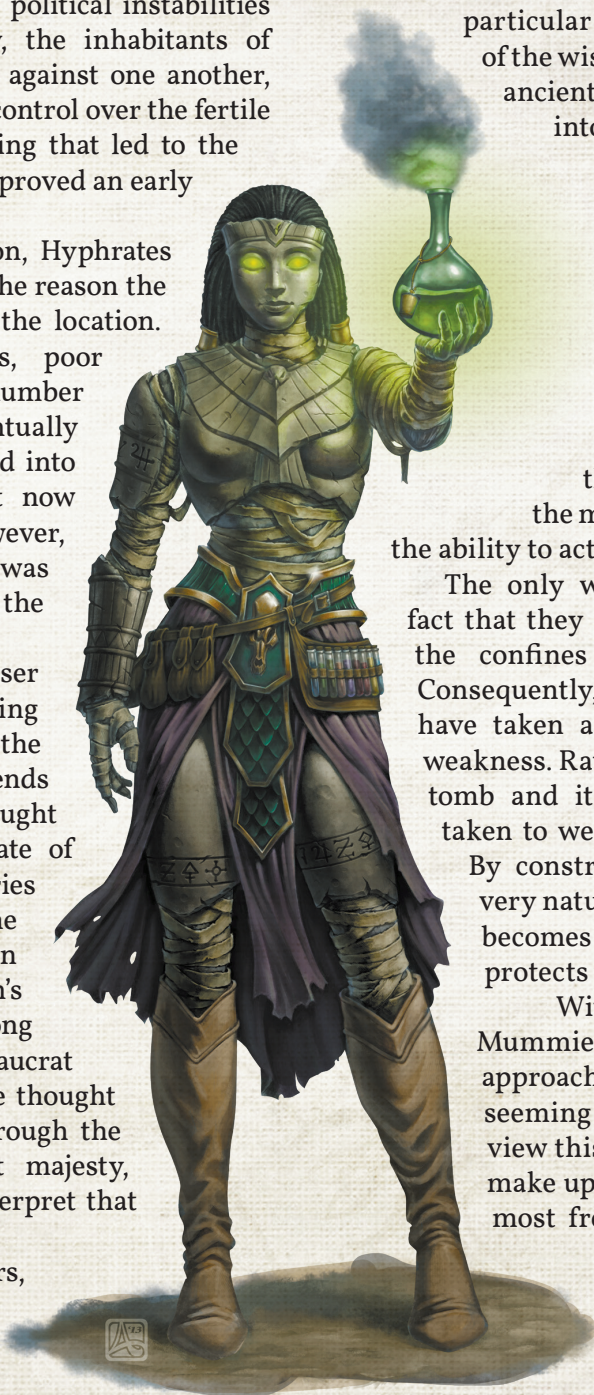 political instabilities
, the inhabitants of
against one another,
control over the fertile
ing that led to the
proved an early
on, Hyphrates
he reason the
the location.
s, poor
umber
ntually
d into
t now
wever,
was
the
ser
ing
the
ends
ught
ate of
ries
ne
n
n's
ong
aucrat
e thought
rough the
t majesty,
erpret that
rs,
particular
of the wis
ancient
into
t
the m
the ability to act
The only w
fact that they
the confines
Consequently,
have taken a
weakness. Ra
tomb and it
taken to we
By constr
very natu
becomes
protects
Wi
Mummie
approach
seeming
view this
make up
most fr